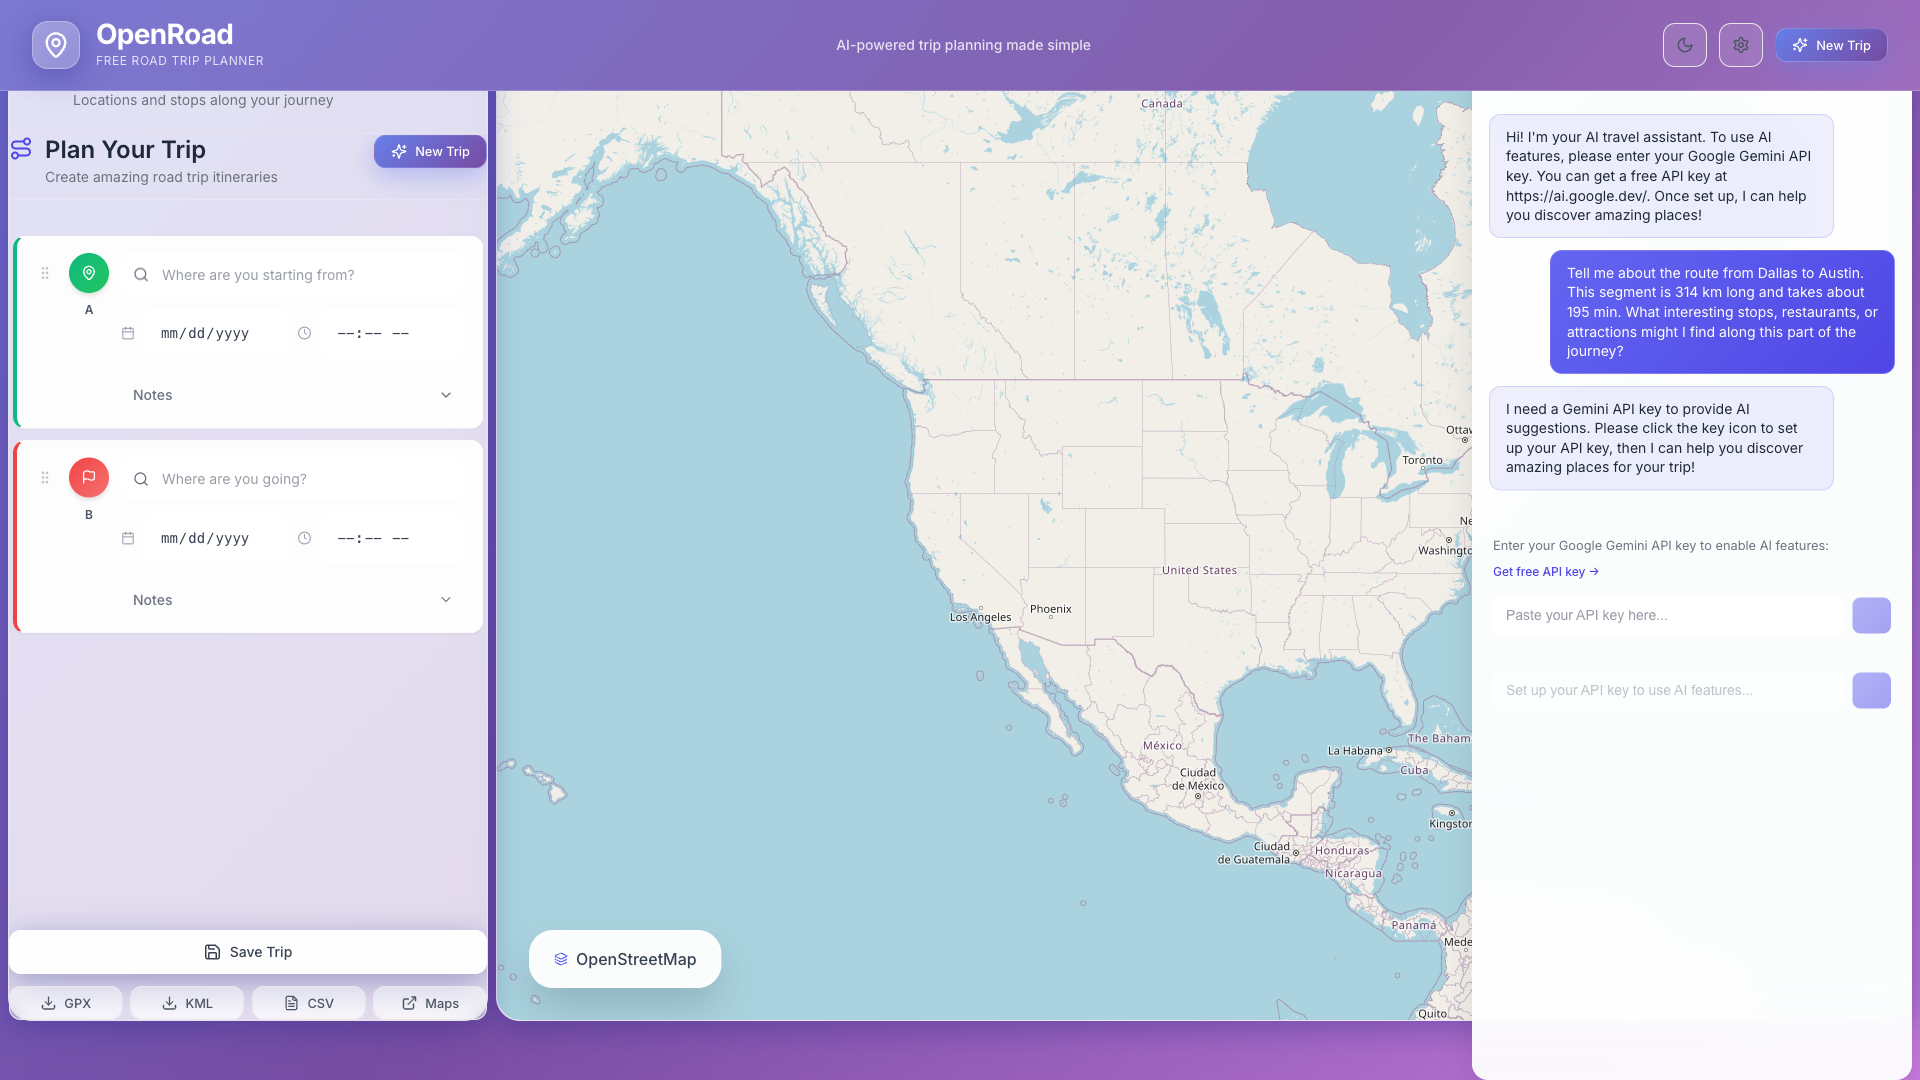 OpenRoad
FREE ROAD TRIP PLANNER
AI-powered trip planning made simple
New Trip
Locations and stops along your journey
Plan Your Trip
New Trip
Create amazing road trip itineraries
Where are you starting from?
A
mm/dd/yyyy
--:-- --
Notes
Where are you going?
B
mm/dd/yyyy
--:-- --
Notes
Save Trip
GPX
KML
CSV
Maps
Canada
Ottaw
Toronto
Ne
Washingto
United States
Los Angeles
Phoenix
México
Ciudad
de México
La Habana
The Baham
Cuba
Kingston
Ciudad
de Guatemala
Honduras
Nicaragua
Panamá
Mede
Quito
OpenStreetMap
Hi! I'm your AI travel assistant. To use AI
features, please enter your Google Gemini API
key. You can get a free API key at
https://ai.google.dev/. Once set up, I can help
you discover amazing places!
Tell me about the route from Dallas to Austin.
This segment is 314 km long and takes about
195 min. What interesting stops, restaurants, or
attractions might I find along this part of the
journey?
I need a Gemini API key to provide AI
suggestions. Please click the key icon to set
up your API key, then I can help you discover
amazing places for your trip!
Enter your Google Gemini API key to enable AI features:
Get free API key →
Paste your API key here...
Set up your API key to use AI features...